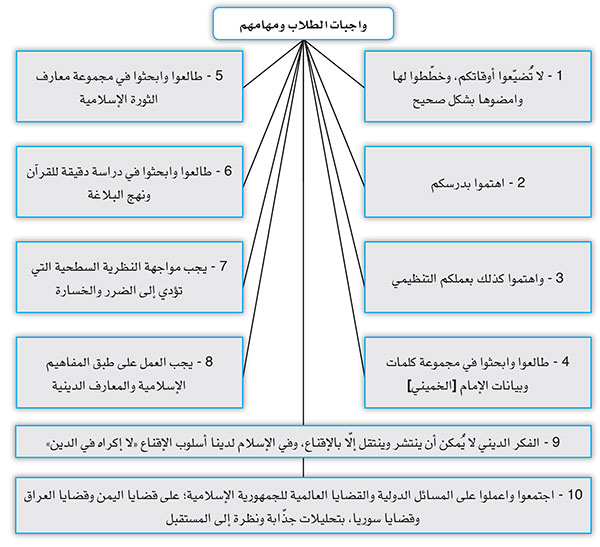 واجبات الطلاب ومهامهم
1 - لا تُضيّعوا أوقاتكم، وخطّطوا لها
وامضوها بشكل صحيح
2 - اهتموا بدرسكم
3 - واهتموا كذلك بعملكم التنظيمي
4 - طالعوا وابحثوا في مجموعة كلمات
وبيانات الإمام [الخميني]
5 - طالعوا وابحثوا في مجموعة معارف
الثورة الإسلامية
6 - طالعوا وابحثوا في دراسة دقيقة للقرآن
ونهج البلاغة
7 - يجب مواجهة النظرية السطحية التي
تؤدي إلى الضرر والخسارة
8 - يجب العمل على طبق المفاهيم
الإسلامية والمعارف الدينية
9 - الفكر الديني لا يُمكن أن ينتشر وينتقل إلّا بالإقناع، وفي الإسلام لدينا أسلوب الإقناع «لا إكراه في الدين»
10 - اجتمعوا واعملوا على المسائل الدولية والقضايا العالمية للجمهورية الإسلامية؛ على قضايا اليمن وقضايا العراق
وقضايا سوريا، بتحليلات جذّابة ونظرة إلى المستقبل